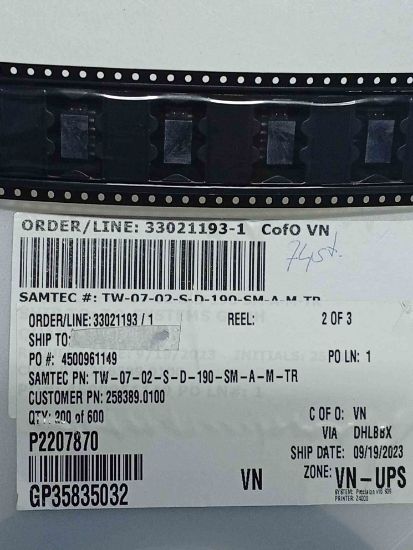 ORDER/LINE: 33021193-1 CofO VN
74st.
SAMTEC #: TW-07-02-S-D-190-SM-A-M-TR
ORDER/LINE:33021193 / 1 REEL: 2 OF 3
SHIP TO:
PO #: 4500961149 PO LN: 1
SAMTEC PN: TW-07-02-S-D-190-SM-A-M-TR
CUSTOMER PN: 258389.0100
QTY: 200 of 600 C OF O: VN
P2207870 VIA DHLBBX
SHIP DATE: 09/19/2023
GP35835032 VN ZONE: VN-UPS
PRINTER: Z4000